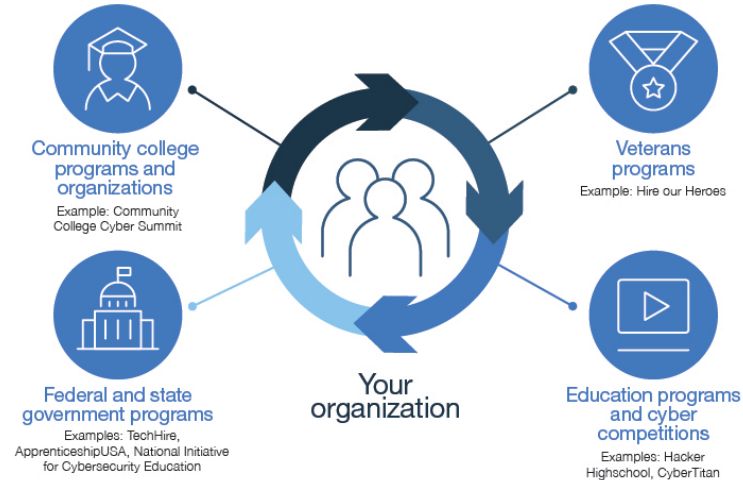 Community college
programs and
organizations
Example: Community
College Cyber Summit
Veterans
programs
Example: Hire our Heroes
Federal and state
government programs
Examples: TechHire,
ApprenticeshipUSA, National Initiative
for Cybersecurity Education
Your
organization
Education programs
and cyber
competitions
Examples: Hacker
Highschool, CyberTitan